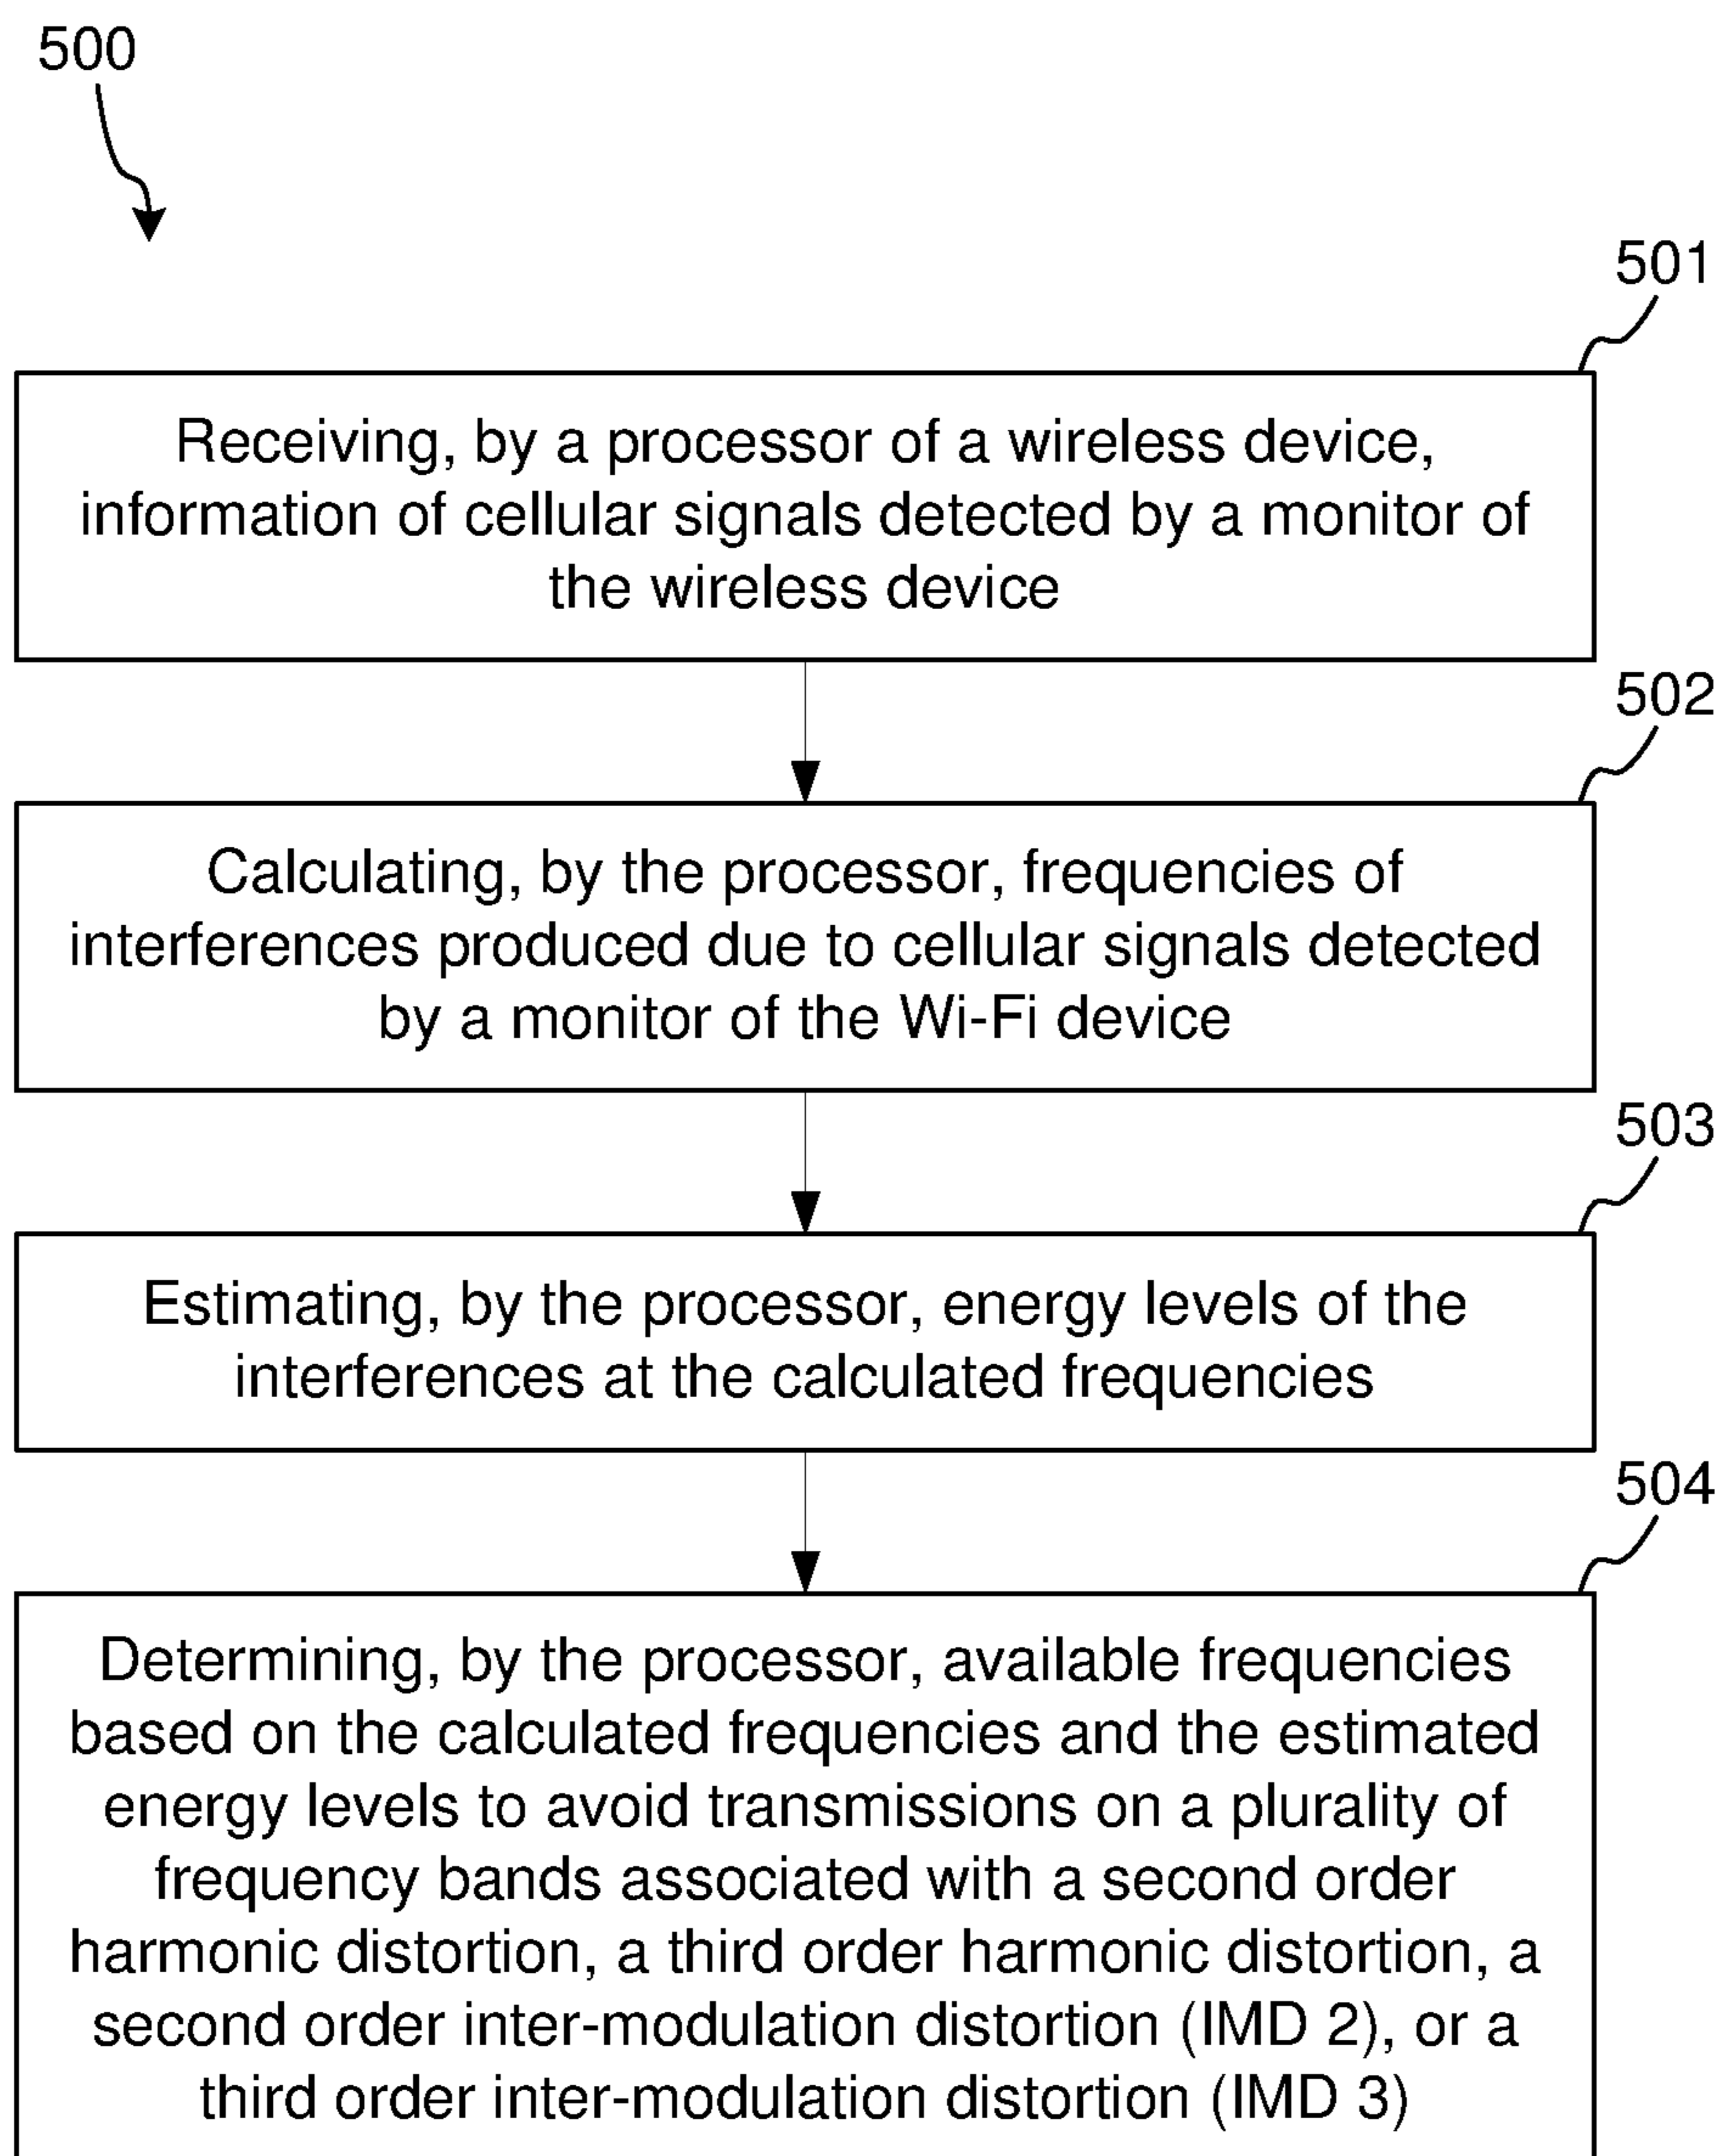 500
501
Receiving, by a processor of a wireless device,
information of cellular signals detected by a monitor of
the wireless device
502
Calculating, by the processor, frequencies of
interferences produced due to cellular signals detected
by a monitor of the Wi-Fi device
503
Estimating, by the processor, energy levels of the
interferences at the calculated frequencies
504
Determining, by the processor, available frequencies
based on the calculated frequencies and the estimated
energy levels to avoid transmissions on a plurality of
frequency bands associated with a second order
harmonic distortion, a third order harmonic distortion, a
second order inter-modulation distortion (IMD 2), or a
third order inter-modulation distortion (IMD 3)